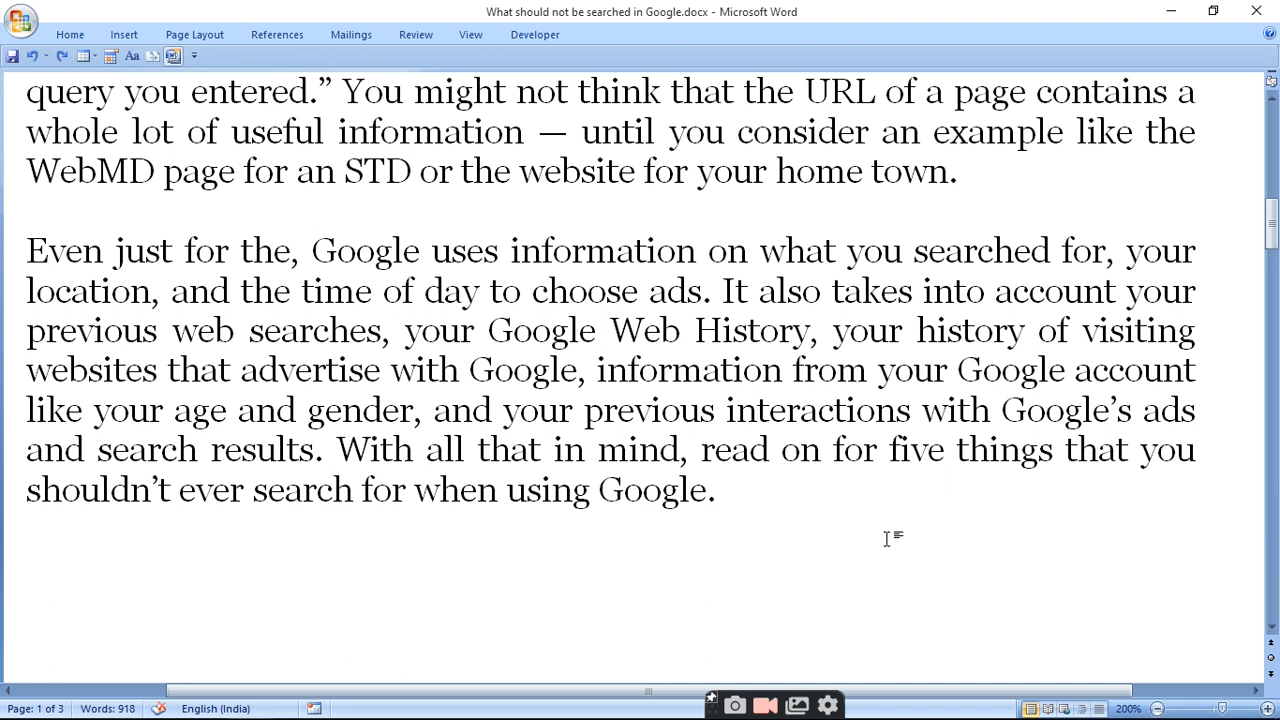 What should not be searched in Google.docx - Microsoft Word
Home Insert Page Layout References Mailings Review View Developer
Aa
query you entered.” You might not think that the URL of a page contains a
whole lot of useful information — until you consider an example like the
WebMD page for an STD or the website for your home town.
Even just for the, Google uses information on what you searched for, your
location, and the time of day to choose ads. It also takes into account your
previous web searches, your Google Web History, your history of visiting
websites that advertise with Google, information from your Google account
like your age and gender, and your previous interactions with Google’s ads
and search results. With all that in mind, read on for five things that you
shouldn’t ever search for when using Google.
Page: 1 of 3 Words: 911 English (India) 200%